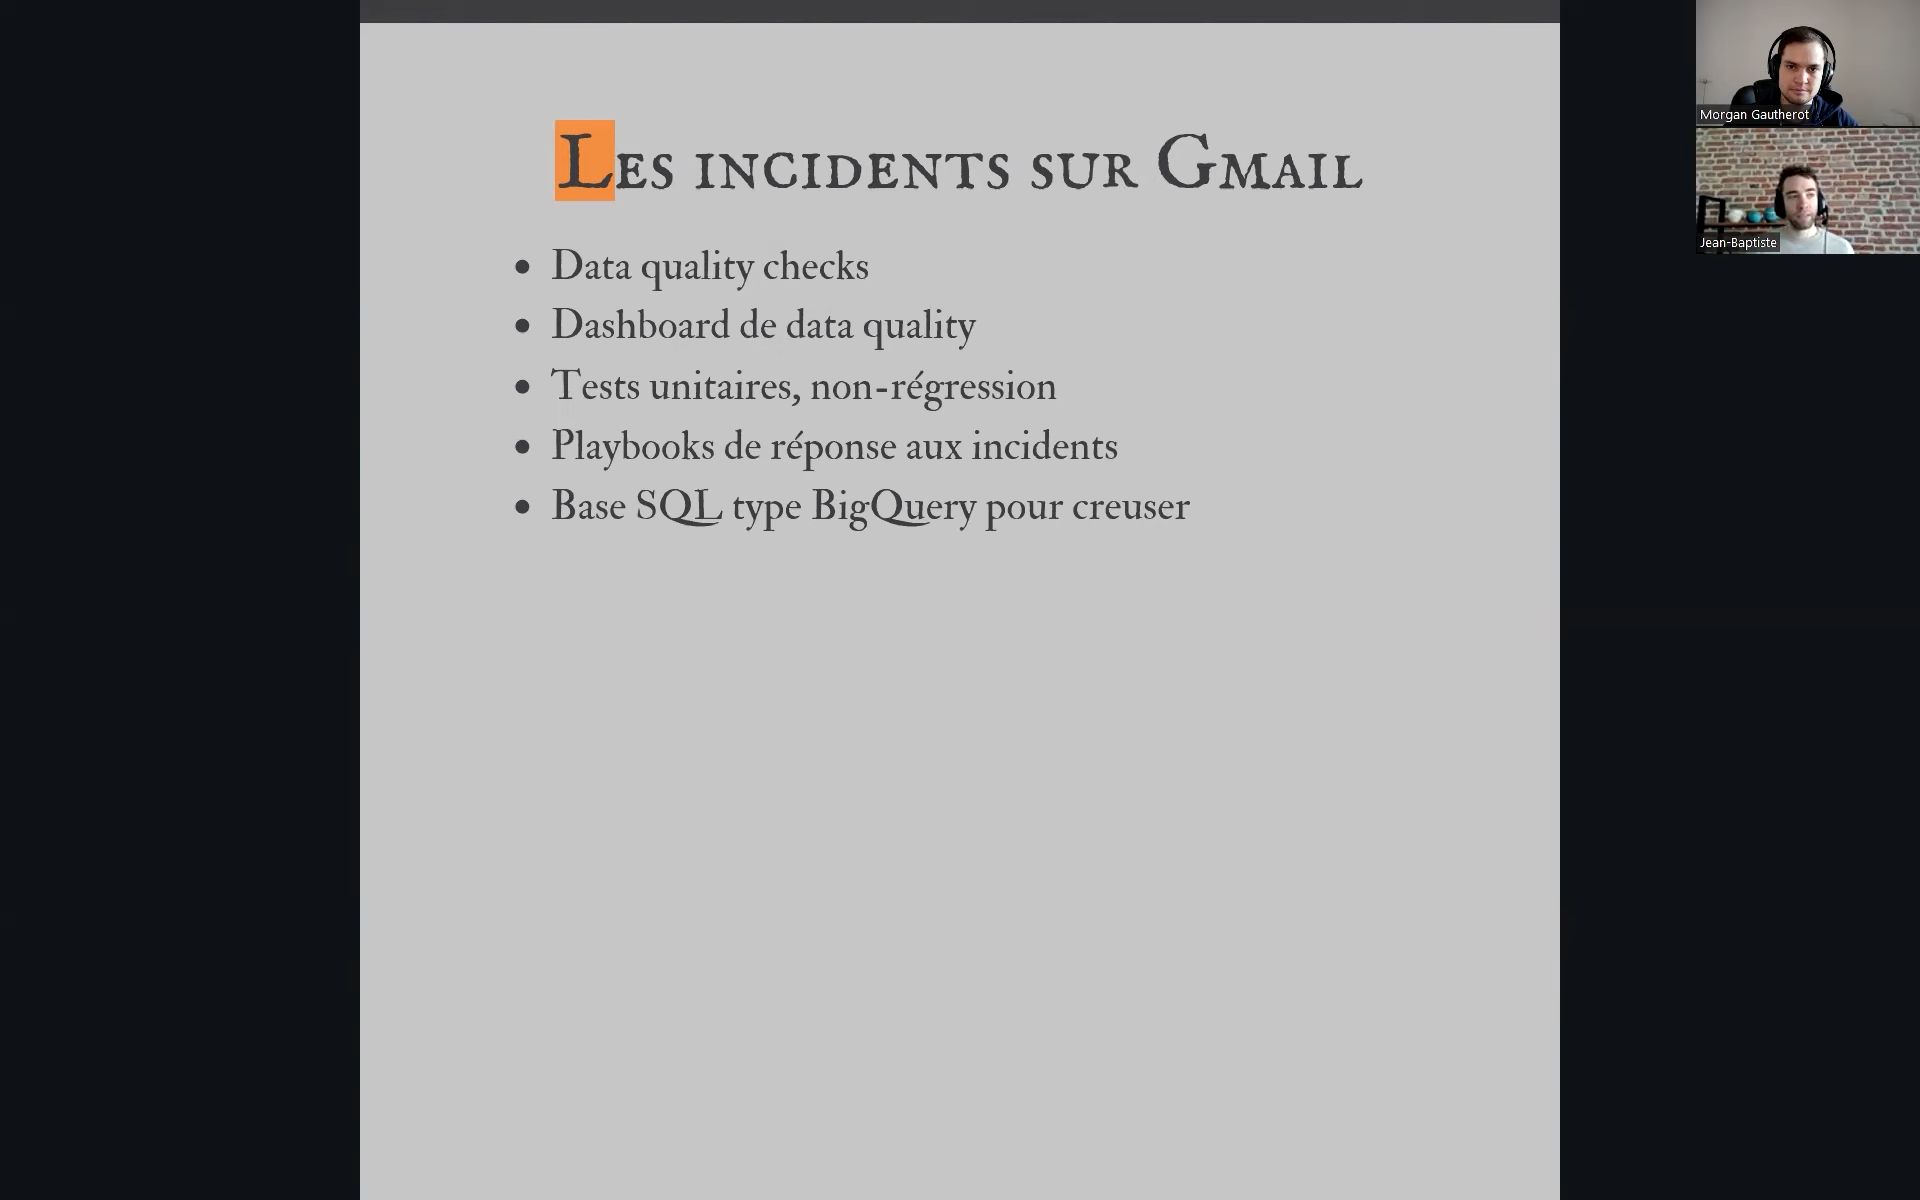 Les incidents sur Gmail
• Data quality checks
• Dashboard de data quality
• Tests unitaires, non-régression
• Playbooks de réponse aux incidents
• Base SQL type BigQuery pour creuser
Morgan Gautherot
Jean-Baptiste